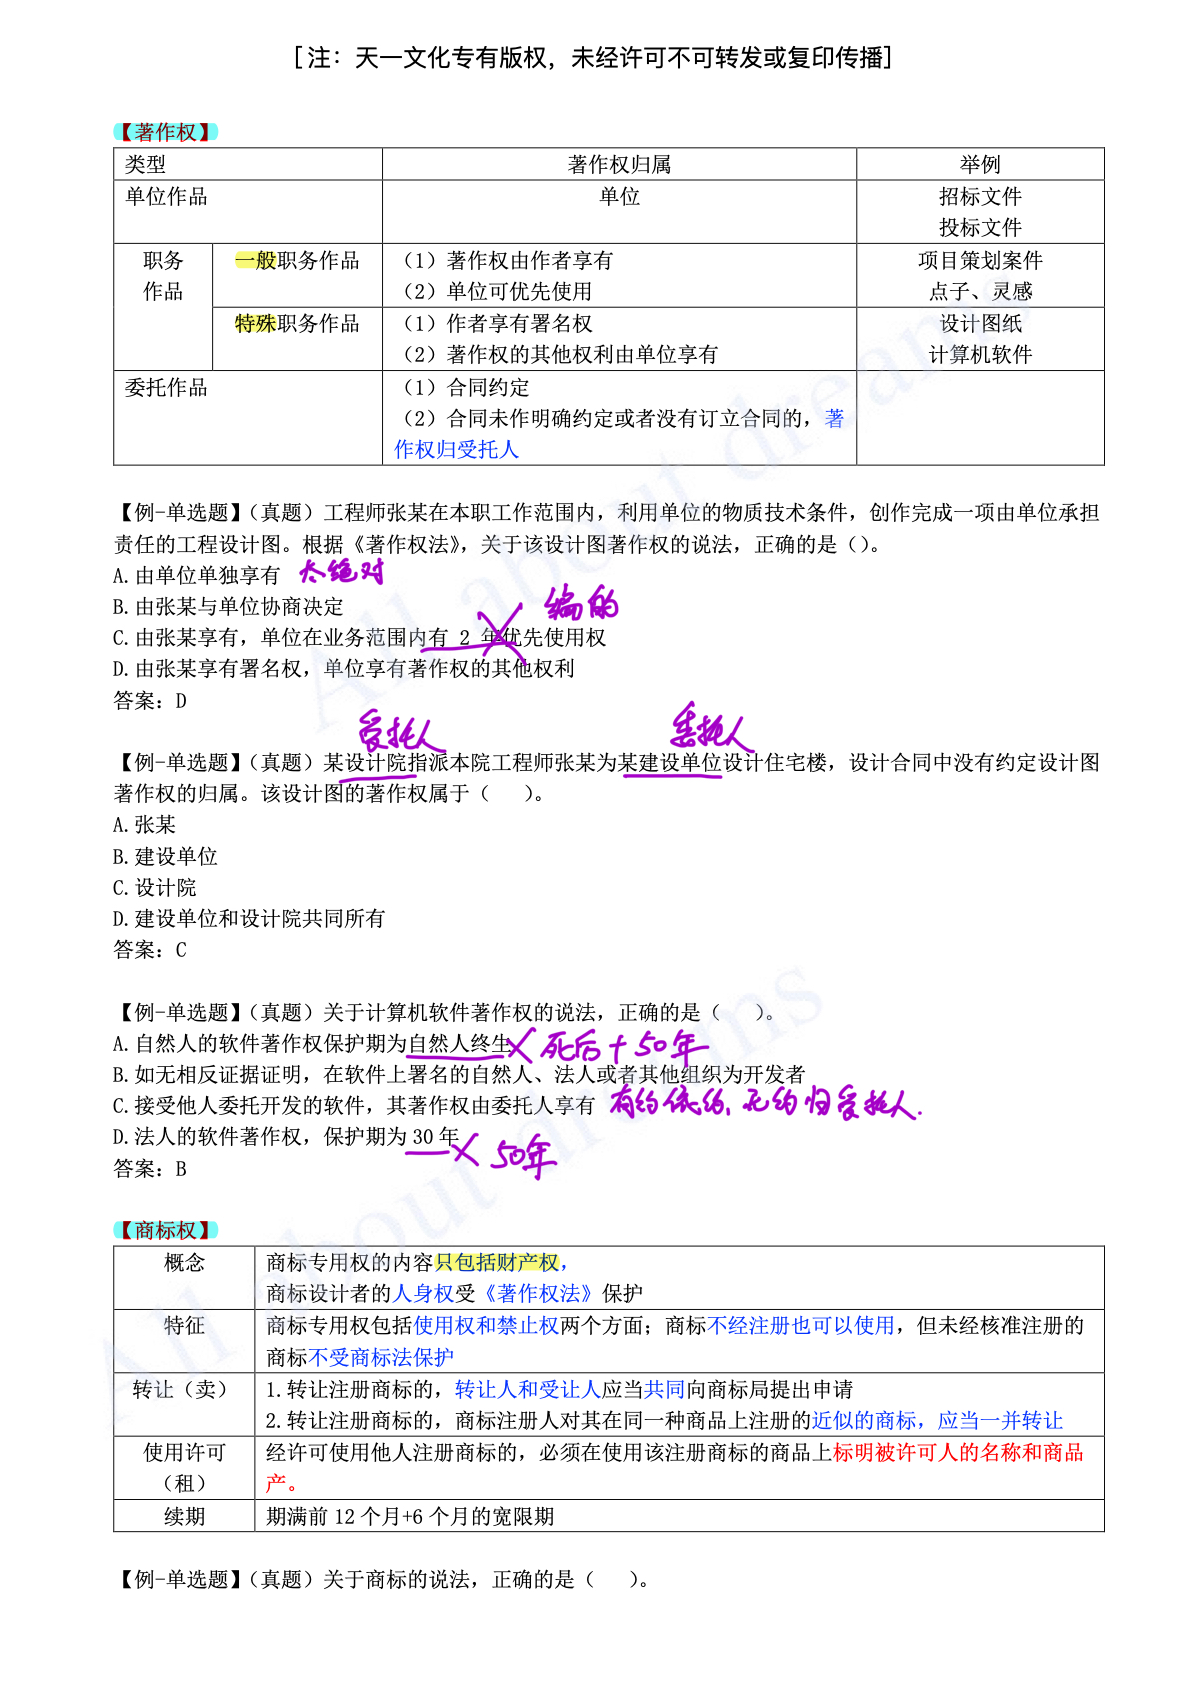 [注：天一文化专有版权，未经许可不可转发或复印传播]
【著作权】
类型 著作权归属 举例
单位作品 单位 招标文件
投标文件
职务 一般职务作品 （1）著作权由作者享有 项目策划案件
作品 （2）单位可优先使用 点子、灵感
特殊职务作品 （1）作者享有署名权 设计图纸
（2）著作权的其他权利由单位享有 计算机软件
委托作品 （1）合同约定
（2）合同未作明确约定或者没有订立合同的，著
作权归受托人
【例-单选题】（真题）工程师张某在本职工作范围内，利用单位的物质技术条件，创作完成一项由单位承担
责任的工程设计图。根据《著作权法》，关于该设计图著作权的说法，正确的是（）。
A.由单位单独享有 太绝对
B.由张某与单位协商决定
编的
C.由张某享有，单位在业务范围内有 2 年优先使用权
D.由张某享有署名权，单位享有著作权的其他权利
答案：D
受托人 委托人
【例-单选题】（真题）某设计院指派本院工程师张某为某建设单位设计住宅楼，设计合同中没有约定设计图
著作权的归属。该设计图的著作权属于（ ）。
A.张某
B.建设单位
C.设计院
D.建设单位和设计院共同所有
答案：C
【例-单选题】（真题）关于计算机软件著作权的说法，正确的是（ ）。
A.自然人的软件著作权保护期为自然人终生 死后+50年
B.如无相反证据证明，在软件上署名的自然人、法人或者其他组织为开发者
C.接受他人委托开发的软件，其著作权由委托人享有 有约依约、无约归受托人.
D.法人的软件著作权，保护期为 30 年 50年
答案：B
【商标权】
概念 商标专用权的内容只包括财产权，
商标设计者的人身权受《著作权法》保护
特征 商标专用权包括使用权和禁止权两个方面；商标不经注册也可以使用，但未经核准注册的
商标不受商标法保护
转让（卖） 1.转让注册商标的，转让人和受让人应当共同向商标局提出申请
2.转让注册商标的，商标注册人对其在同一种商品上注册的近似的商标，应当一并转让
使用许可 经许可使用他人注册商标的，必须在使用该注册商标的商品上标明被许可人的名称和商品
（租） 产。
续期 期满前 12 个月+6 个月的宽限期
【例-单选题】（真题）关于商标的说法，正确的是（ ）。
All about dreams
All about dreams